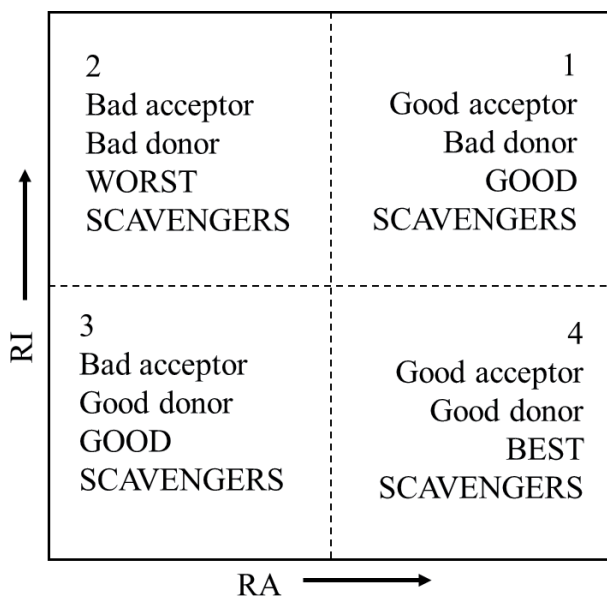 2
Bad acceptor
Bad donor
WORST
SCAVENGERS
1
Good acceptor
Bad donor
GOOD
SCAVENGERS
3
Bad acceptor
Good donor
GOOD
SCAVENGERS
4
Good acceptor
Good donor
BEST
SCAVENGERS
RI
RA